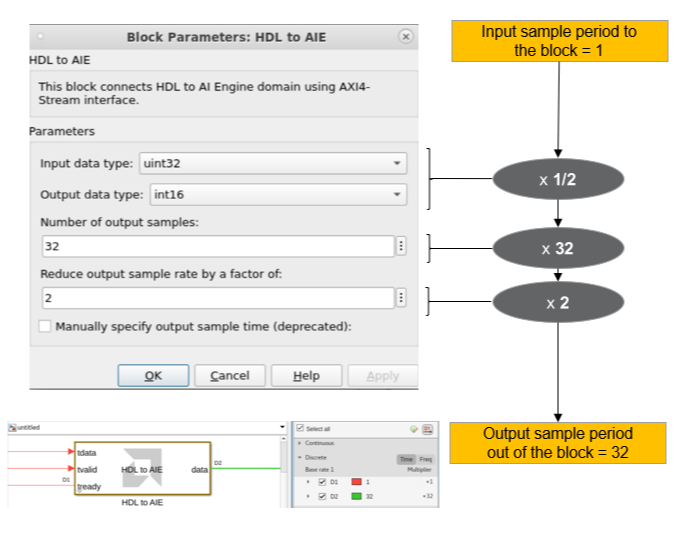 Block Parameters: HDL to AIE
HDL to AIE
This block connects HDL to AI Engine domain using AXI4-
Stream interface.
Parameters
Input data type: uint32
Output data type: int16
Number of output samples:
32
Reduce output sample rate by a factor of:
2
Manually specify output sample time (deprecated):
OK Cancel Help Apply
Input sample period to
the block = 1
x 1/2
x 32
x 2
Output sample period
out of the block = 32
untitled
tdata
tvalid HDL to AIE data D2
D1 tready
HDL to AIE
Select all
Continuous
Discrete Time Freq
Base rate 1 Multiplier
D1 1 ×1
D2 32 ×32